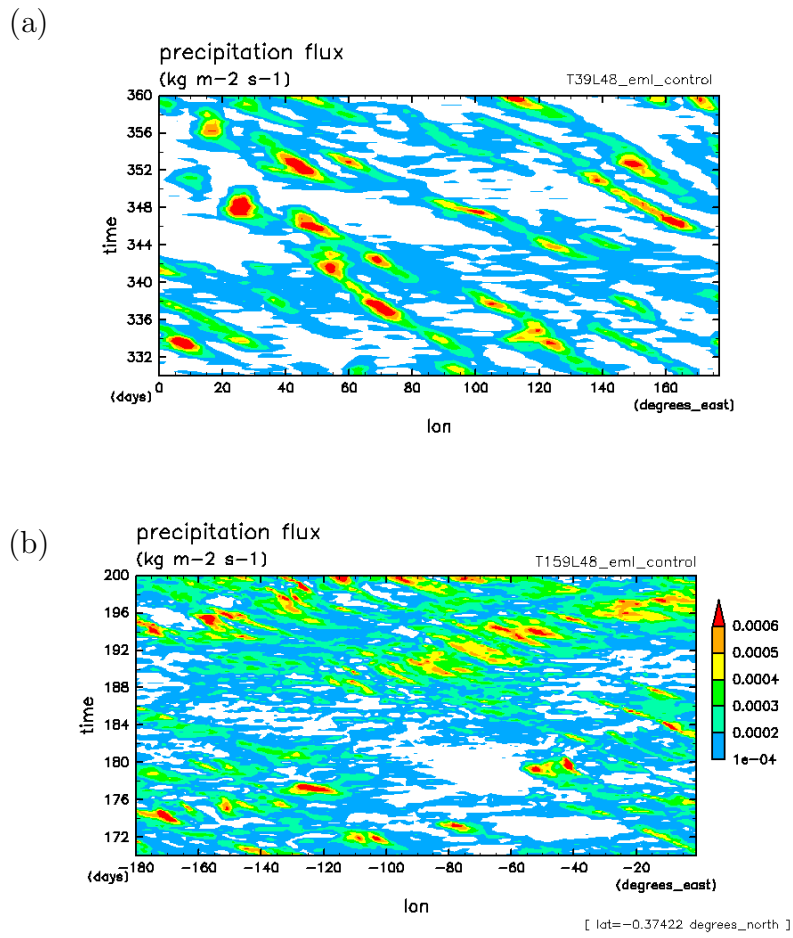 (a)
precipitation flux
(kg m-2 s-1)
T39L48_eml_control
360
356
352
348
344
340
336
332
time
(days)
0 20 40 60 80 100 120 140 160
(degrees_east)
lon
(b)
precipitation flux
(kg m-2 s-1)
T159L48_eml_control
200
196
192
188
184
180
176
172
time
(days)
-180 -160 -140 -120 -100 -80 -60 -40 -20
(degrees_east)
lon
0.0006
0.0005
0.0004
0.0003
0.0002
1e-04
[ lat=-0.37422 degrees_north ]